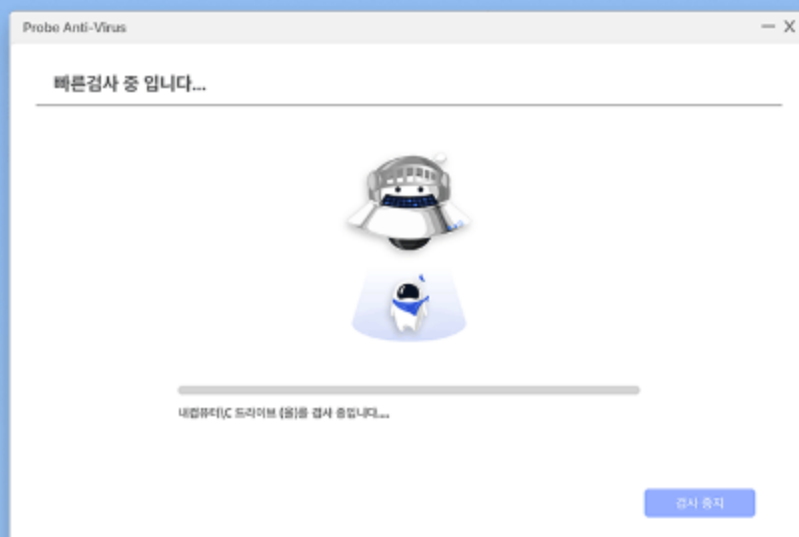 Probe Anti-Virus
빠른검사 중 입니다...
내컴퓨터\C 드라이브 (을)를 검사 중입니다....
검사 중지